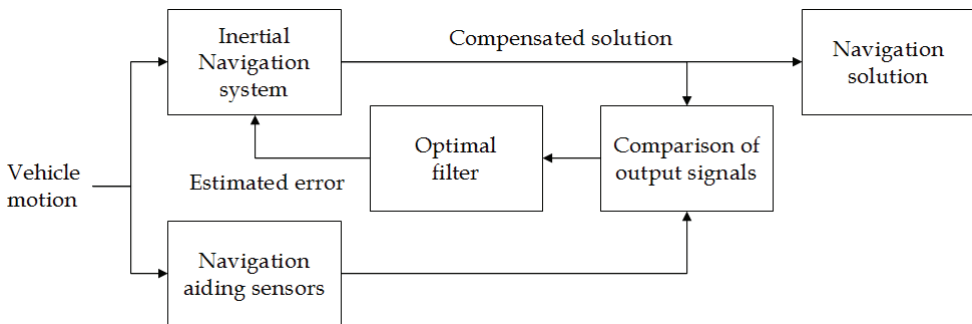 Inertial
Navigation
system
Compensated solution
Navigation
solution
Optimal
filter
Comparison of
output signals
Vehicle
motion
Estimated error
Navigation
aiding sensors